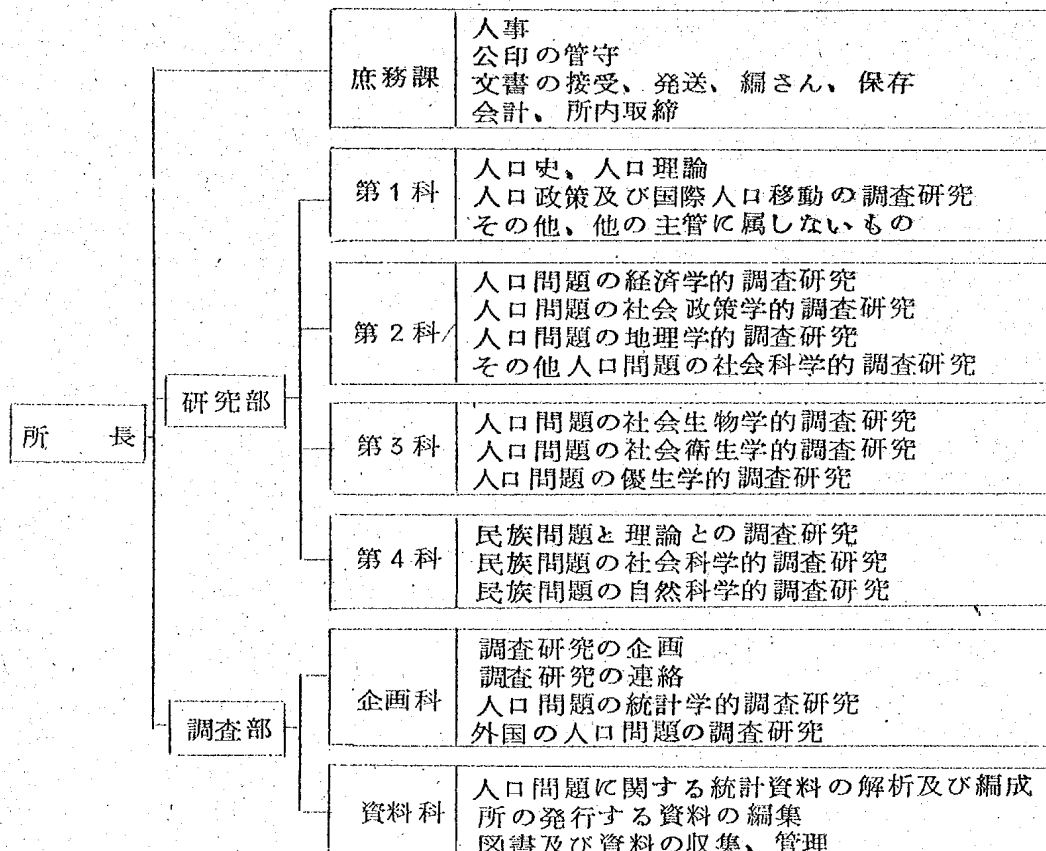 所　長
庶務課
人事
公印の管守
文書の接受、発送、編さん、保存
会計、所内取締
研究部
第1科
人口史、人口理論
人口政策及び国際人口移動の調査研究
その他、他の主管に属しないもの
第2科
人口問題の経済学的調査研究
人口問題の社会政策学的調査研究
人口問題の地理学的調査研究
その他人口問題の社会科学的調査研究
第3科
人口問題の社会生物学的調査研究
人口問題の社会衛生学的調査研究
人口問題の優生学的調査研究
第4科
民族問題と理論との調査研究
民族問題の社会科学的調査研究
民族問題の自然科学的調査研究
調査部
企画科
調査研究の企画
調査研究の連絡
人口問題の統計学的調査研究
外国の人口問題の調査研究
資料科
人口問題に関する統計資料の解析及び編成
所の発行する資料の編集
図書及び資料の収集、管理